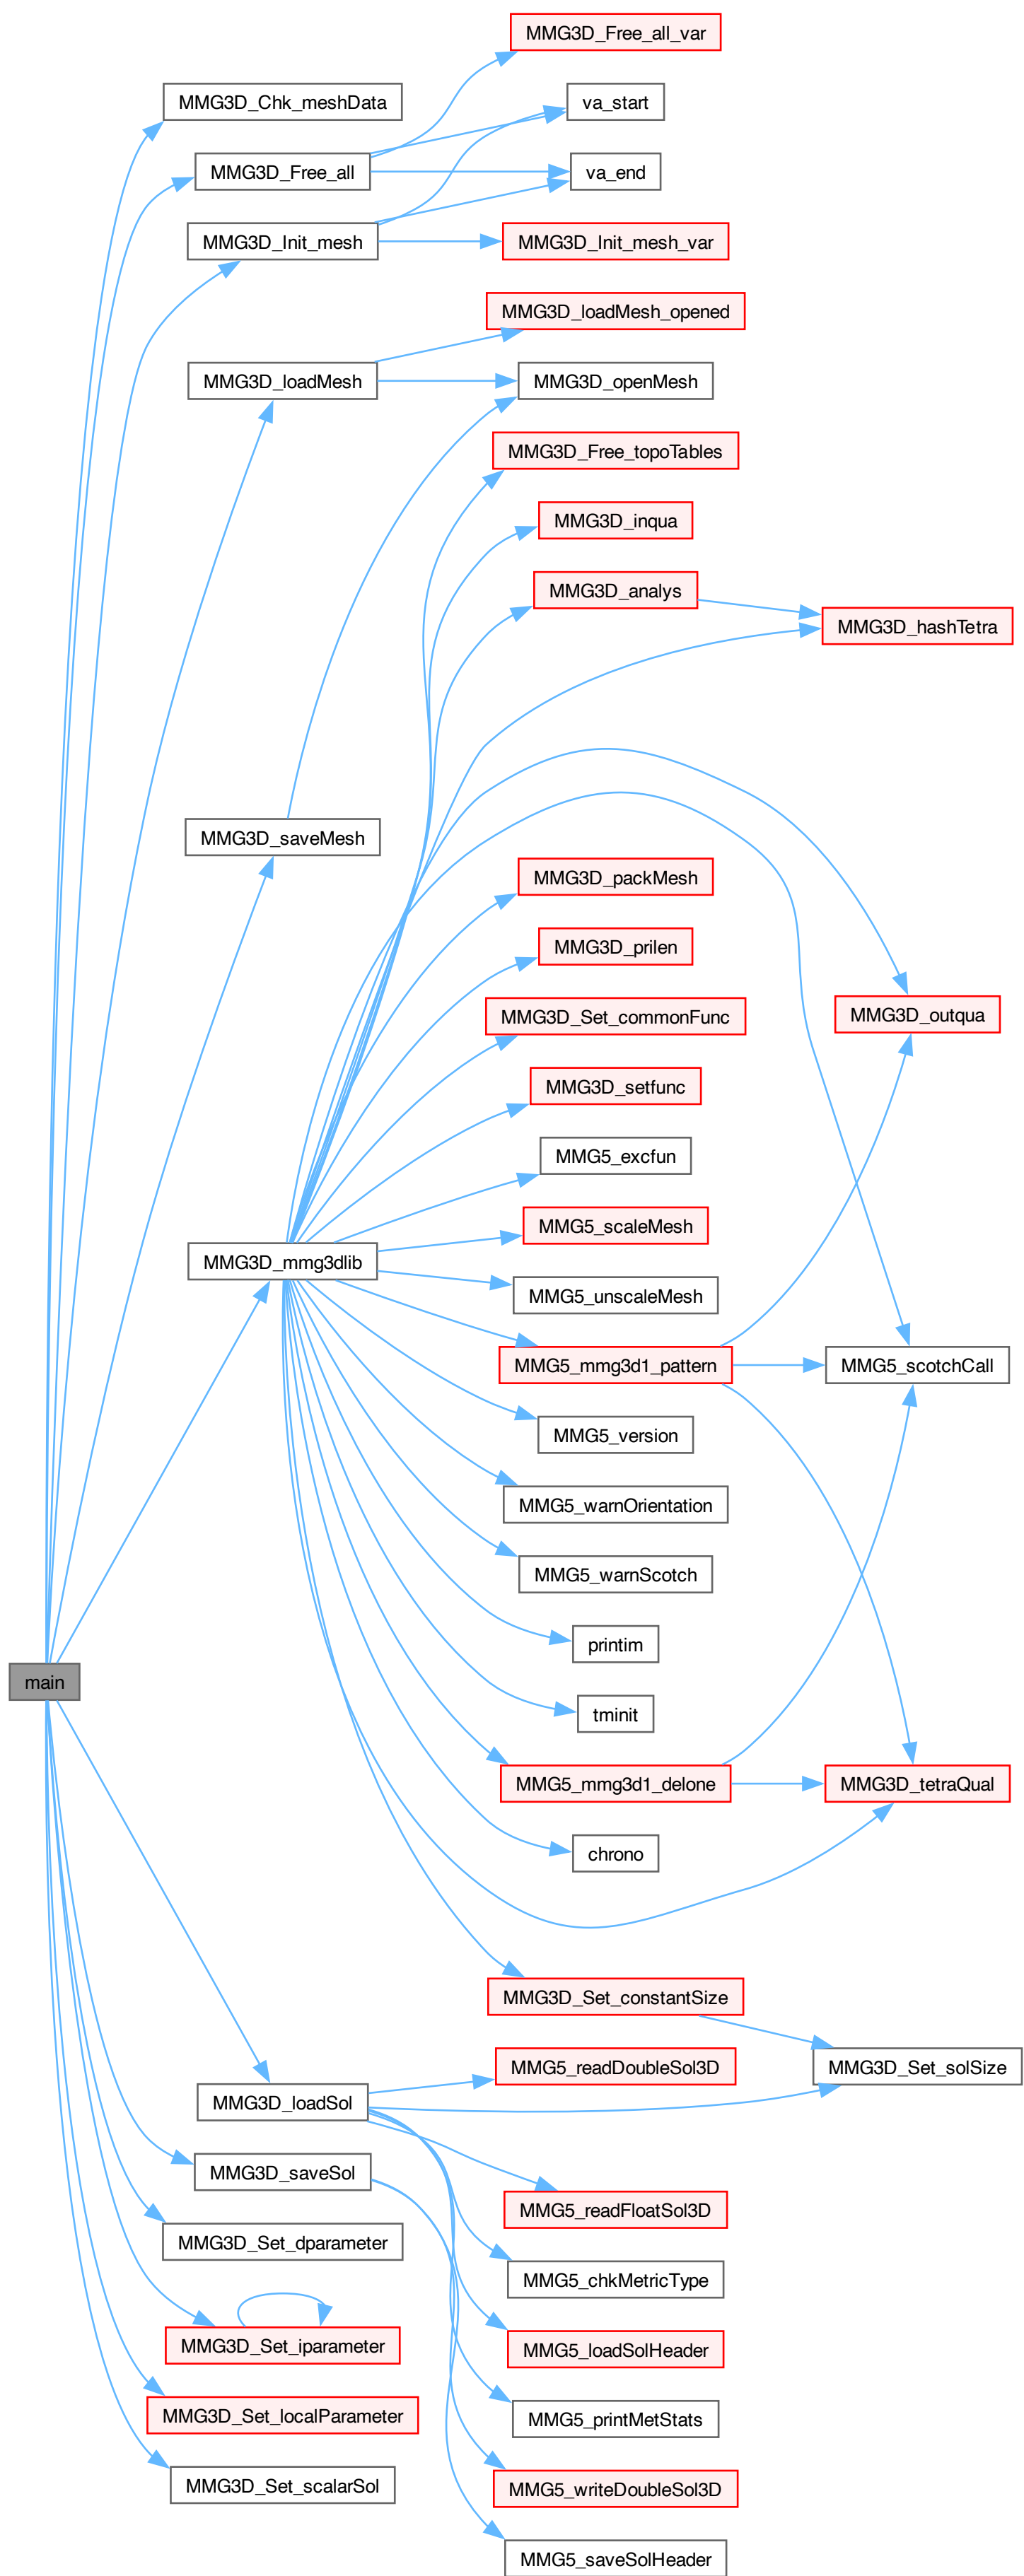 MMG3D_Free_all_var
MMG3D_Chk_meshData
va_start
MMG3D_Free_all
va_end
MMG3D_Init_mesh
MMG3D_Init_mesh_var
MMG3D_loadMesh_opened
MMG3D_loadMesh
MMG3D_openMesh
MMG3D_Free_topoTables
MMG3D_inqua
MMG3D_analys
MMG3D_hashTetra
MMG3D_saveMesh
MMG3D_packMesh
MMG3D_prilen
MMG3D_Set_commonFunc
MMG3D_outqua
MMG3D_setfunc
MMG5_excfun
MMG5_scaleMesh
MMG3D_mmg3dlib
MMG5_unscaleMesh
MMG5_mmg3d1_pattern
MMG5_scotchCall
MMG5_version
MMG5_warnOrientation
MMG5_warnScotch
printim
main
tminit
MMG5_mmg3d1_delone
MMG3D_tetraQual
chrono
MMG3D_Set_constantSize
MMG5_readDoubleSol3D
MMG3D_Set_solSize
MMG3D_loadSol
MMG3D_saveSol
MMG5_readFloatSol3D
MMG3D_Set_dparameter
MMG5_chkMetricType
MMG3D_Set_iparameter
MMG5_loadSolHeader
MMG3D_Set_localParameter
MMG5_printMetStats
MMG3D_Set_scalarSol
MMG5_writeDoubleSol3D
MMG5_saveSolHeader